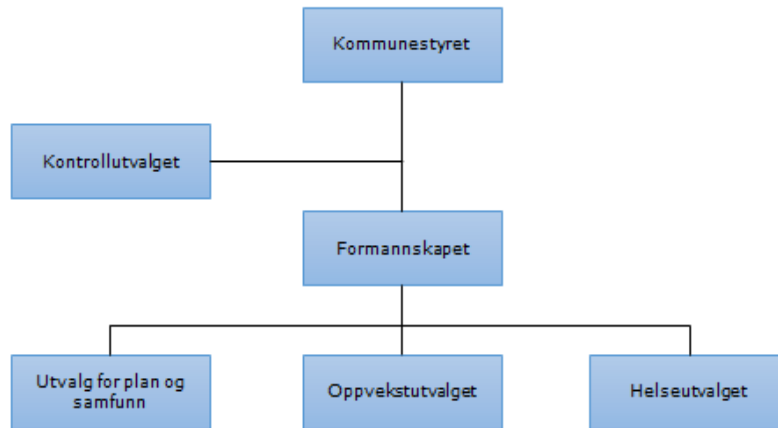 Kommunestyret
Kontrollutvalget
Formannskapet
Utvalg for plan og
samfunn
Oppvekstutvalget
Helseutvalget